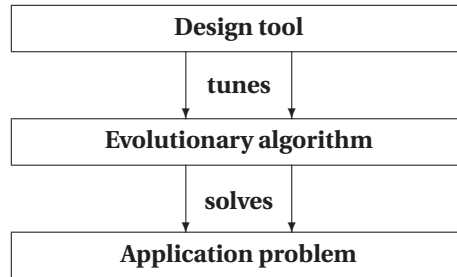 Design tool
tunes
Evolutionary algorithm
solves
Application problem